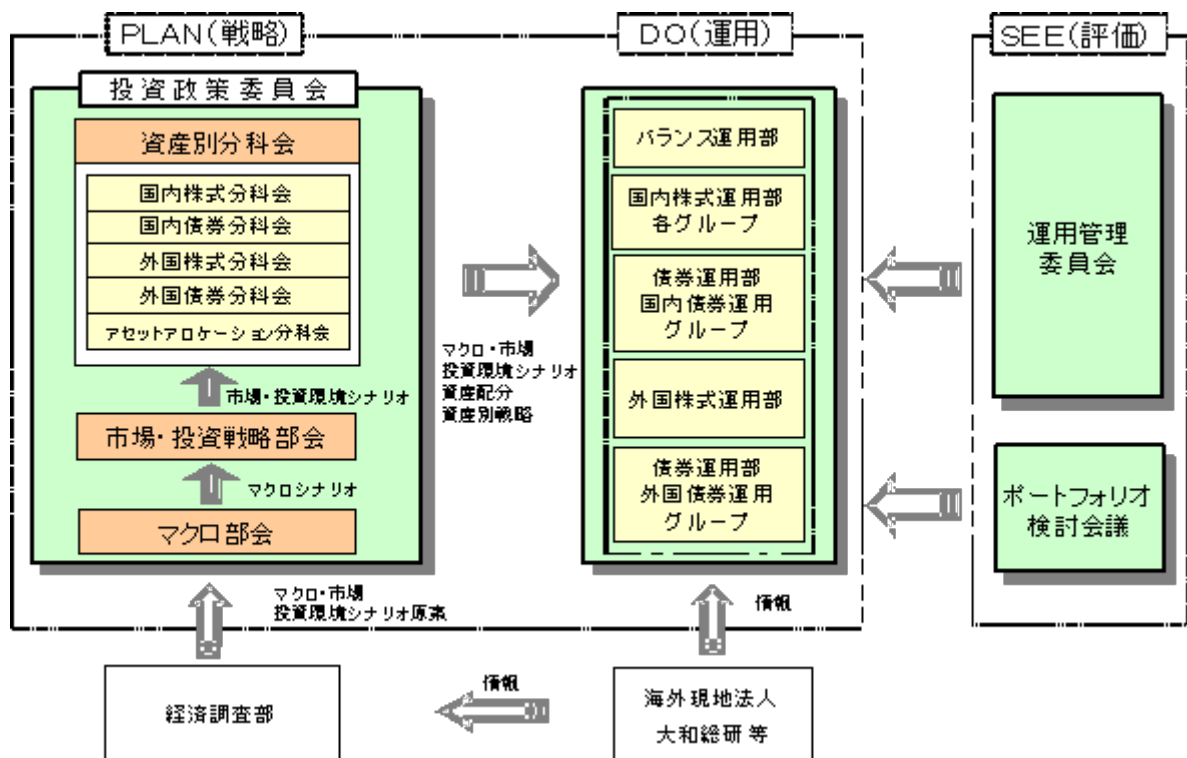 PLAN(戦略)
DO(運用)
SEE(評価)
投資政策委員会
資産別分科会
国内株式分科会
国内債券分科会
外国株式分科会
外国債券分科会
アセットアロケーション分科会
市場・投資環境シナリオ
市場・投資戦略部会
マクロシナリオ
マクロ部会
マクロ・市場
投資環境シナリオ
資産配分
資産別戦略
バランス運用部
国内株式運用部
各グループ
債券運用部
国内債券運用
グループ
外国株式運用部
債券運用部
外国債券運用
グループ
運用管理
委員会
ポートフォリオ
検討会議
マクロ・市場
投資環境シナリオ原案
情報
経済調査部
情報
海外現地法人
大和総研等